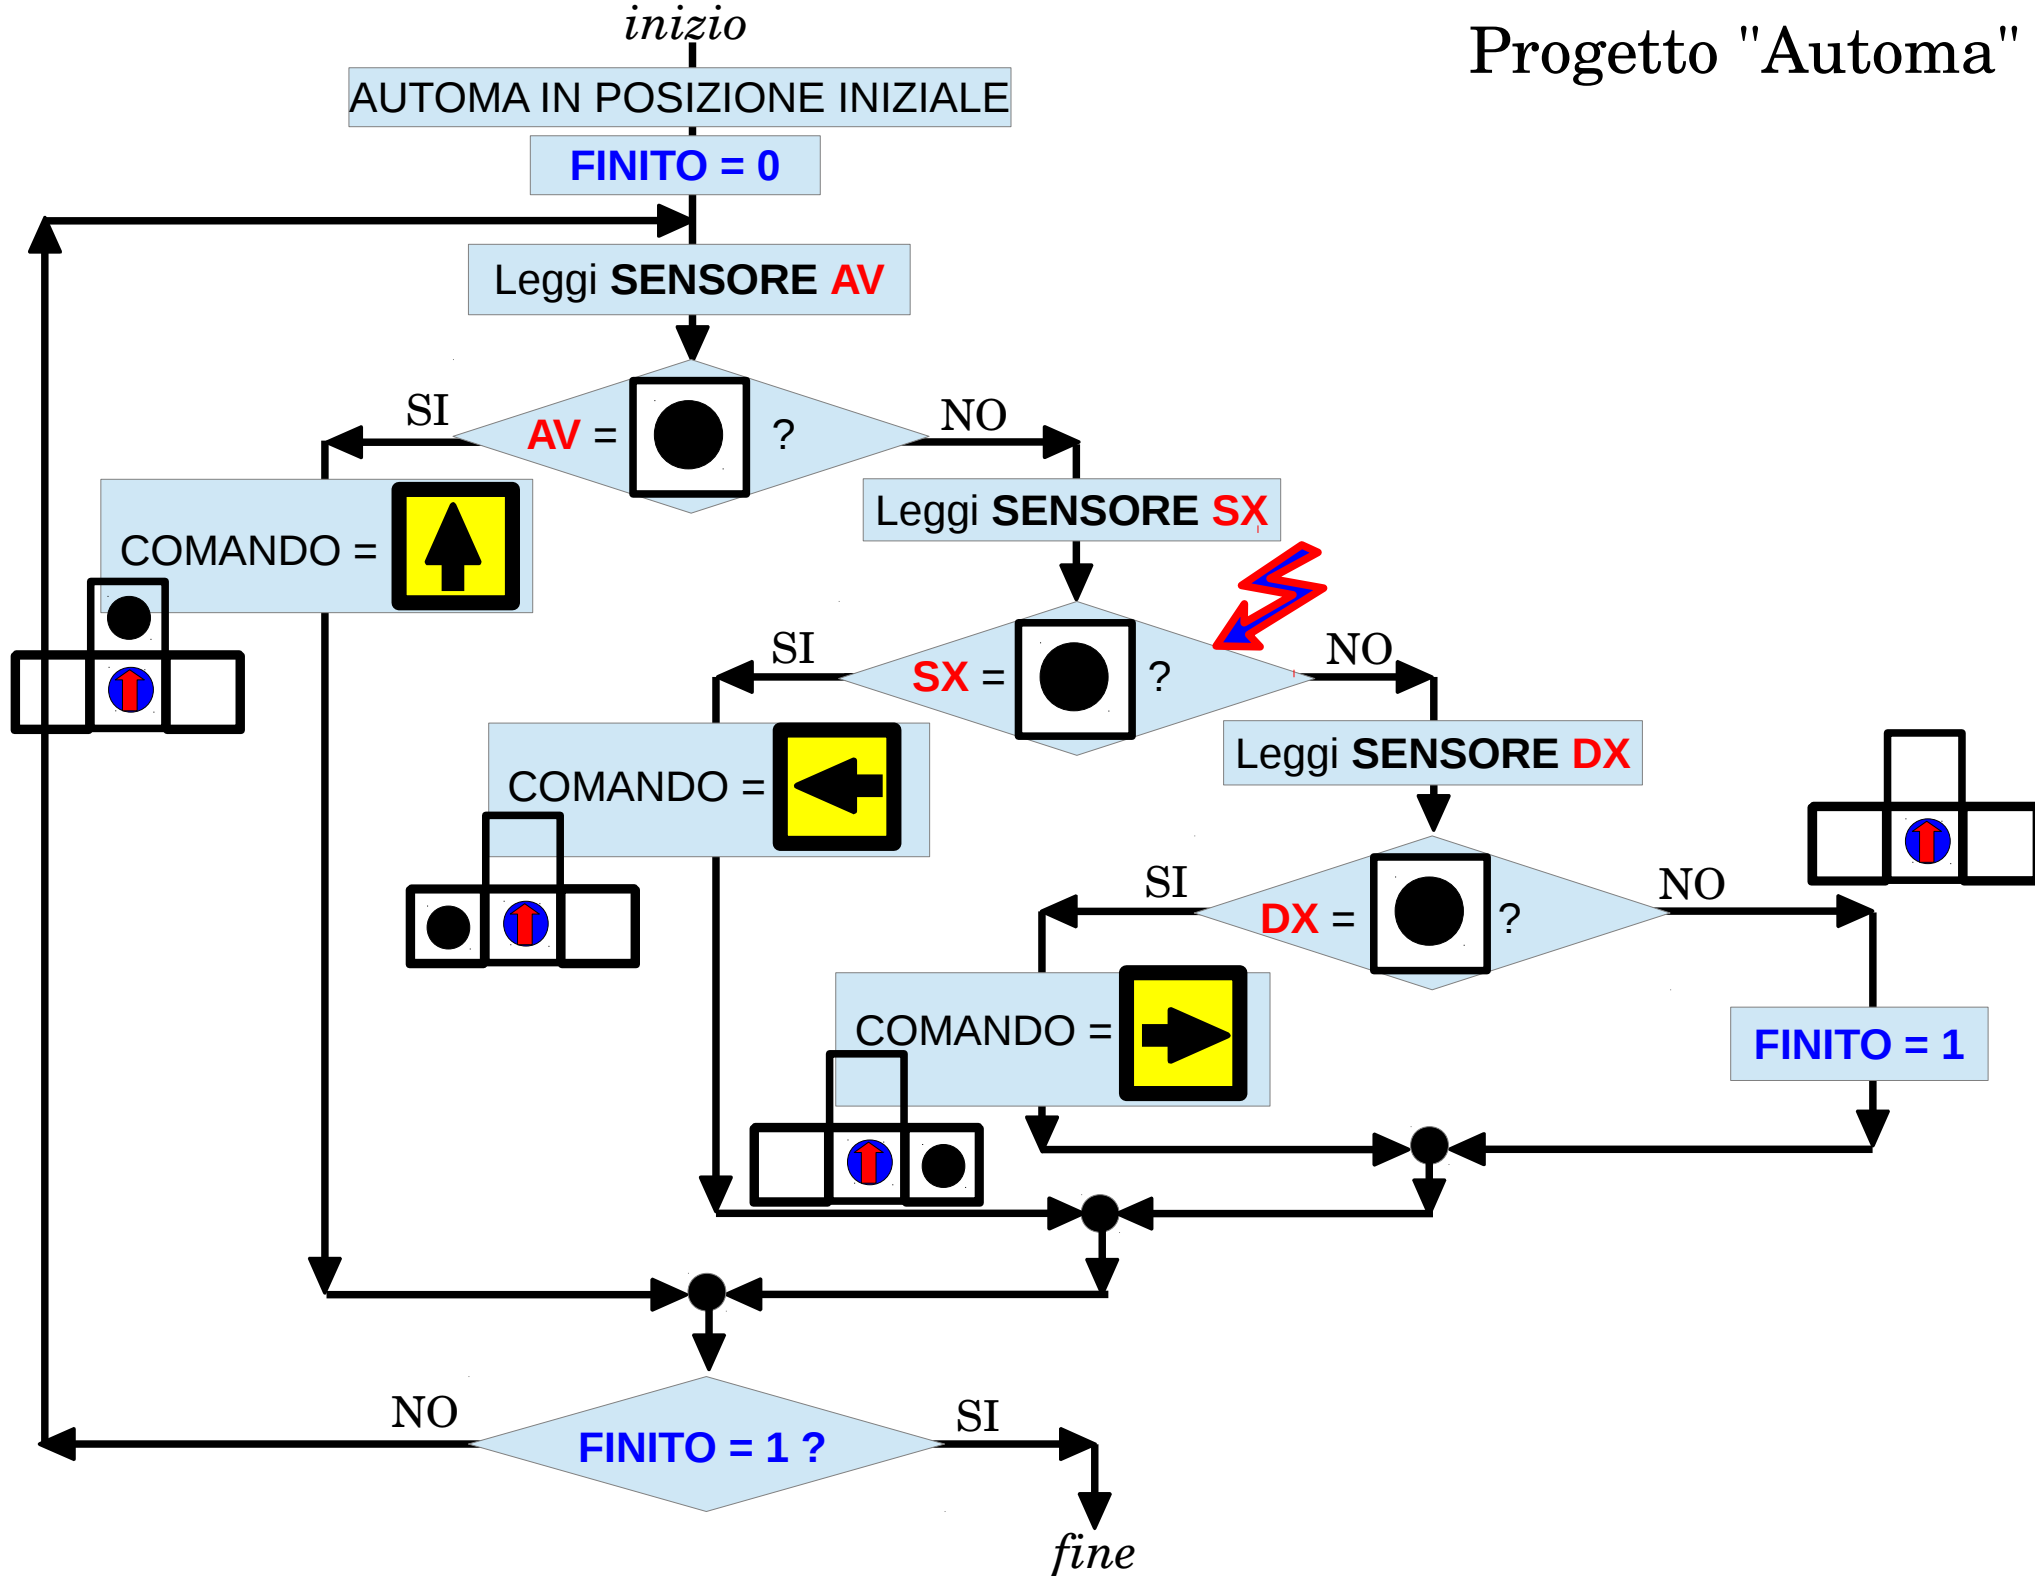 inizio
Progetto "Automa"
AUTOMA IN POSIZIONE INIZIALE
FINITO = 0
Leggi SENSORE AV
SI
AV = ?
NO
COMANDO =
Leggi SENSORE SX
SI
SX = ?
NO
COMANDO =
Leggi SENSORE DX
SI
DX = ?
NO
COMANDO =
FINITO = 1
NO
FINITO = 1 ?
SI
fine